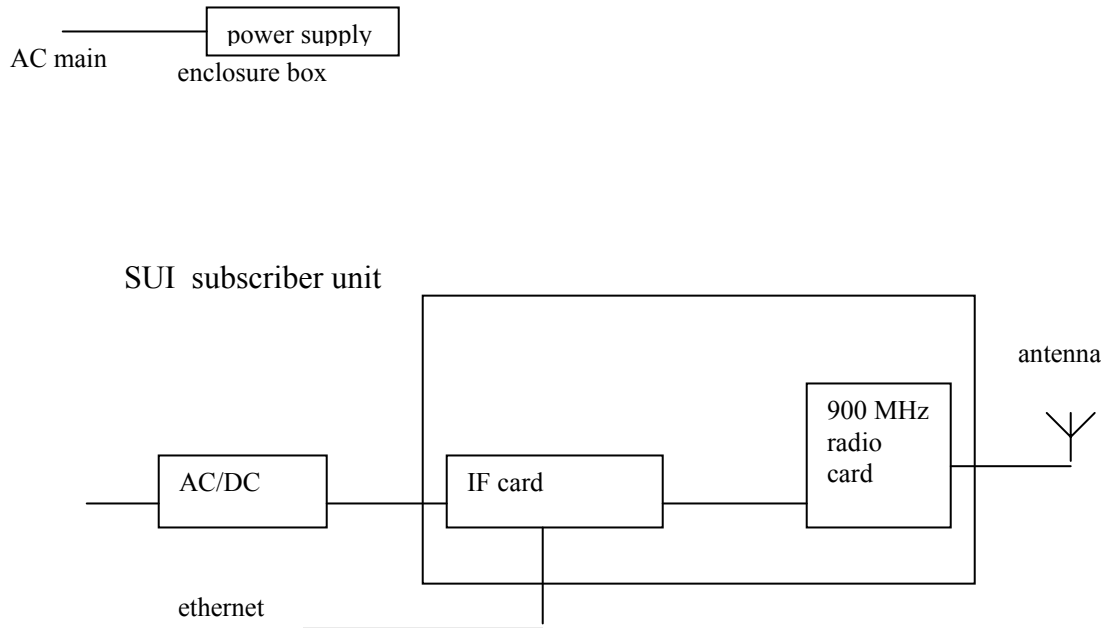 power supply
AC main
enclosure box
SUI subscriber unit
antenna
900 MHz
radio
card
AC/DC
IF card
ethernet